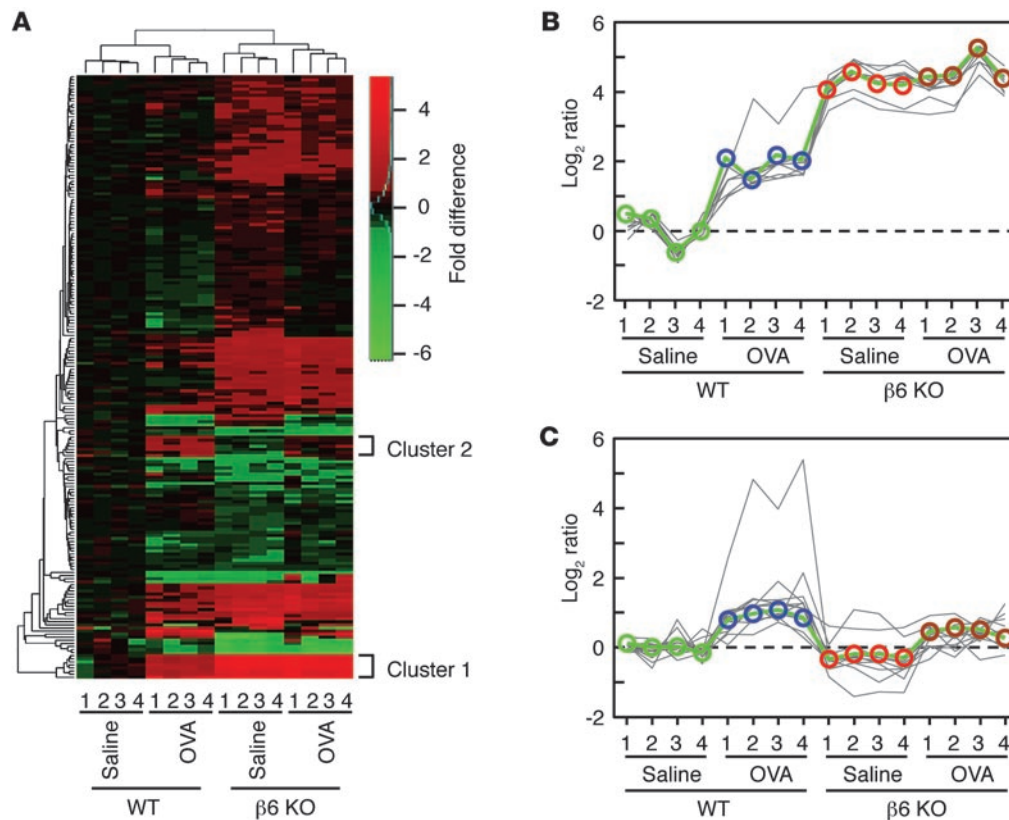 A
4
2
0
-2
-4
-6
Fold difference
Cluster 2
Cluster 1
1 2 3 4 1 2 3 4 1 2 3 4 1 2 3 4
Saline OVA Saline OVA
WT β6 KO
B
6
4
2
0
-2
Log2 ratio
1 2 3 4 1 2 3 4 1 2 3 4 1 2 3 4
Saline OVA Saline OVA
WT β6 KO
C
6
4
2
0
-2
Log2 ratio
1 2 3 4 1 2 3 4 1 2 3 4 1 2 3 4
Saline OVA Saline OVA
WT β6 KO